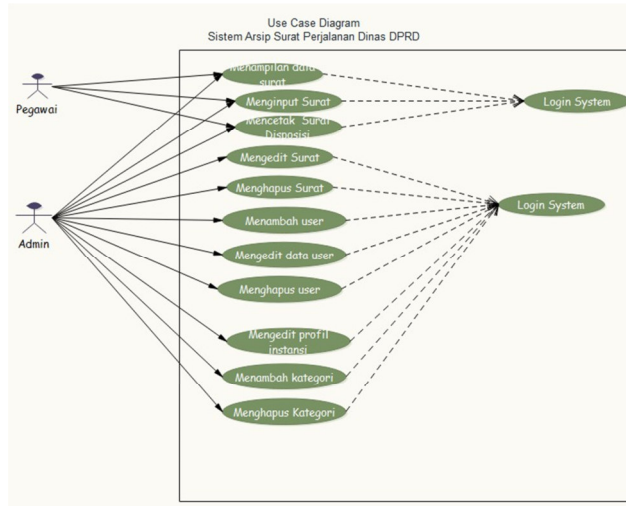 Use Case Diagram
Sistem Arsip Surat Perjalanan Dinas DPRD
Menampilan data
surat
Pegawai
Menginput Surat
Login System
Mencetak Surat
Disposisi
Mengedit Surat
Menghapus Surat
Login System
Menambah user
Admin
Mengedit data user
Menghapus user
Mengedit profil
instansi
Menambah kategori
Menghapus Kategori